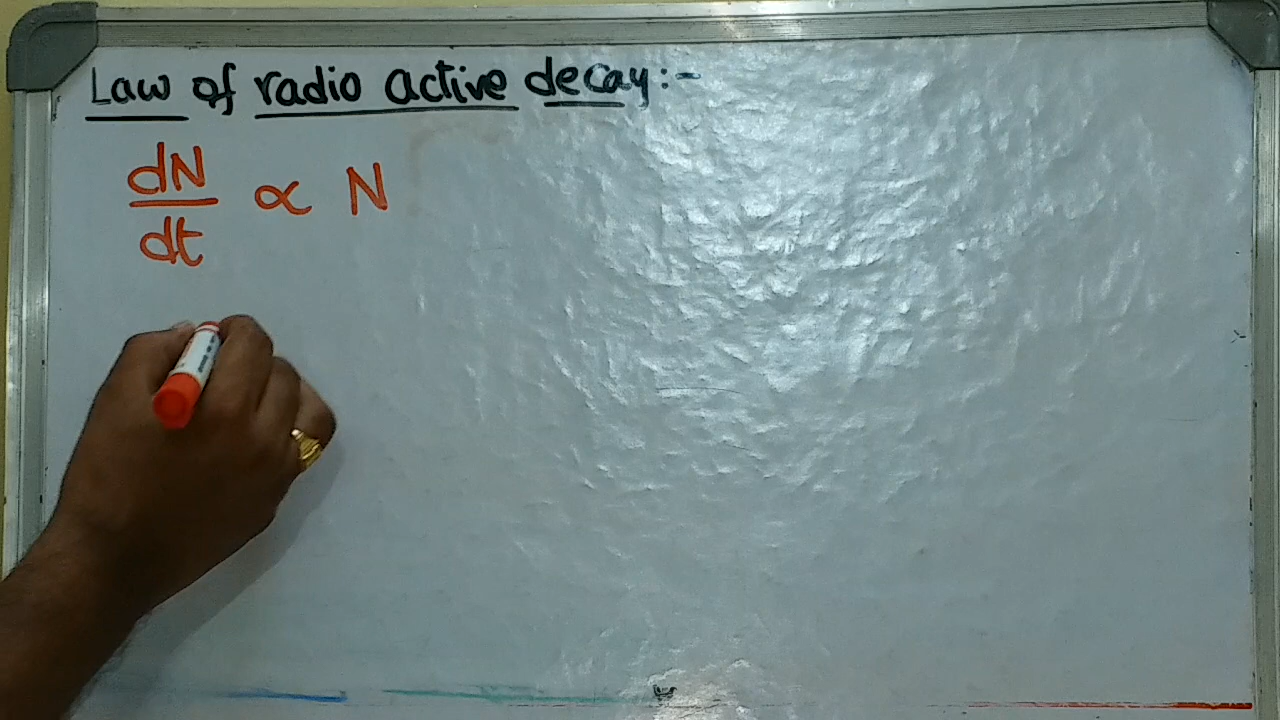 Law of radio active decay:-
dN/dt ∝ N